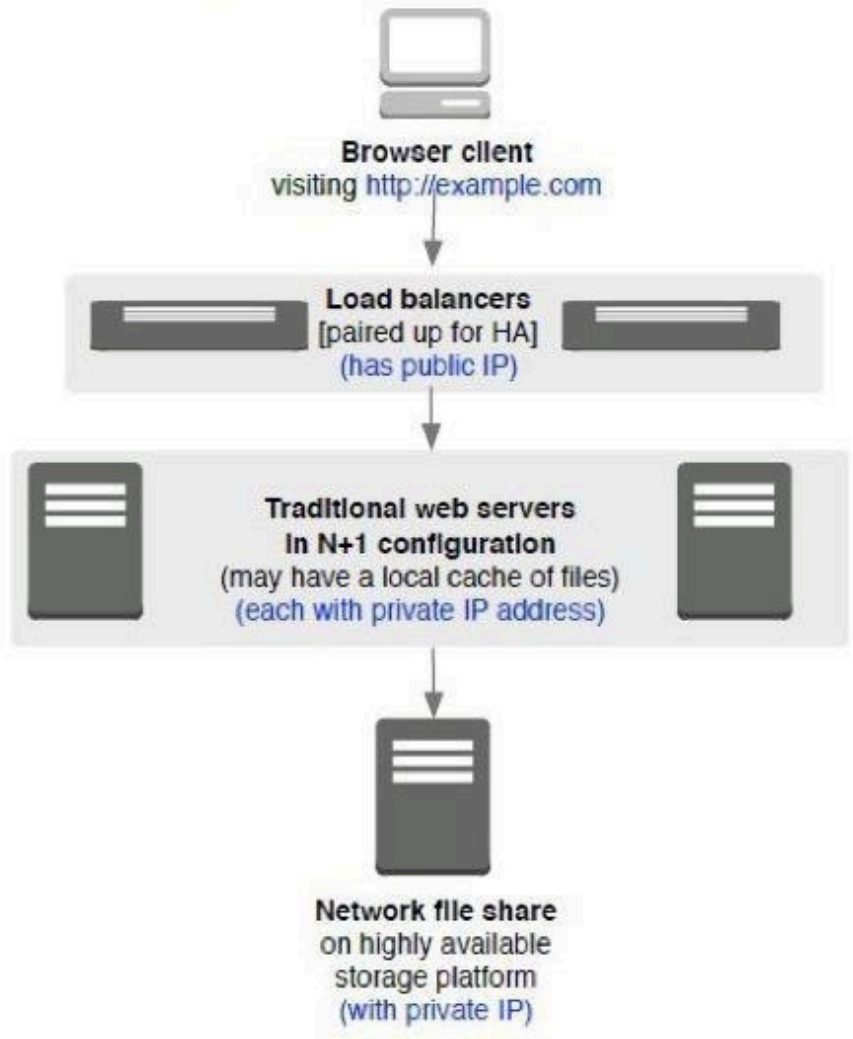 Browser client
visiting http://example.com
Load balancers
[paired up for HA]
(has public IP)
Traditional web servers
in N+1 configuration
(may have a local cache of files)
(each with private IP address)
Network file share
on highly available
storage platform
(with private IP)